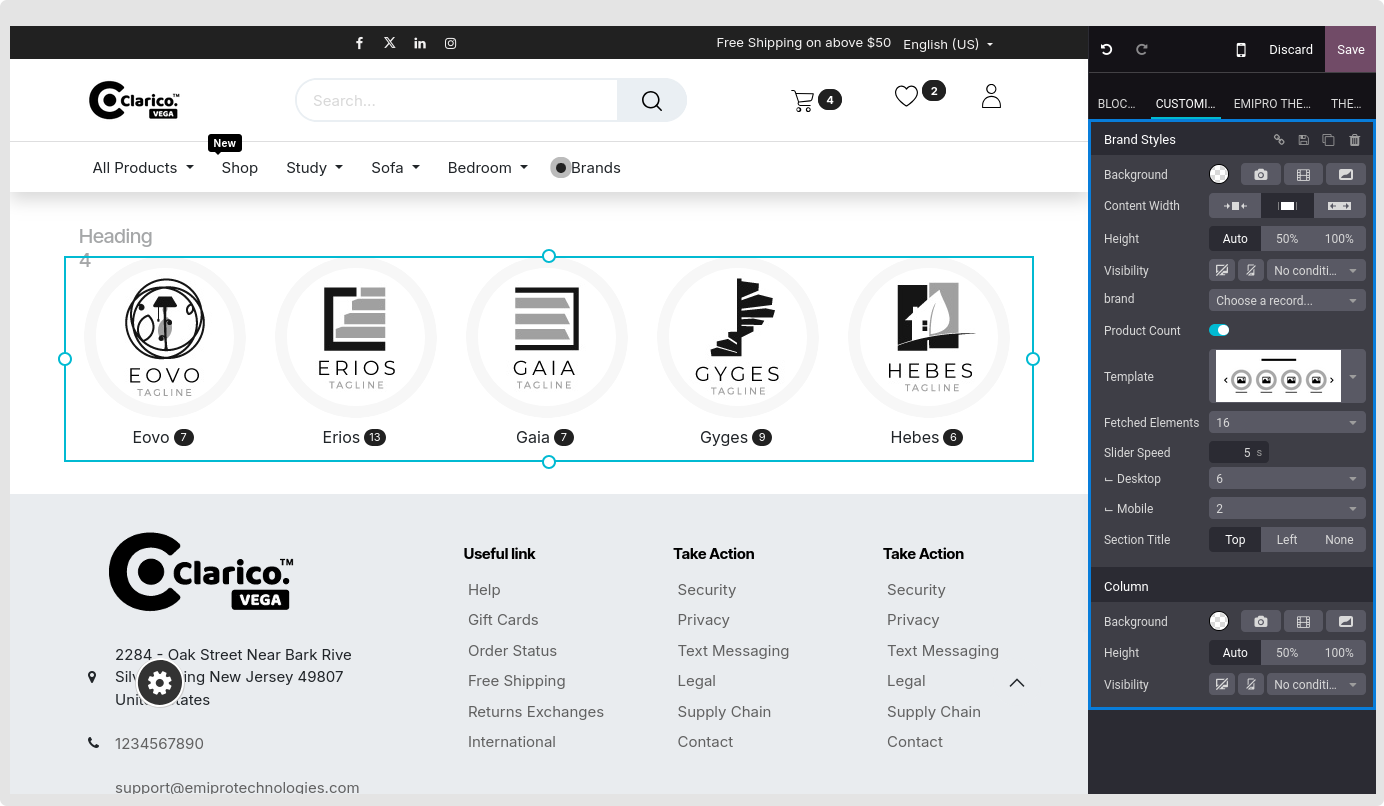 Free Shipping on above $50 English (US)
Discard Save
Clarico.™
VEGA
Search...
4
2
BLOC... CUSTOMI... EMIPRO THE... THE...
New
All Products Shop Study Sofa Bedroom Brands
Heading
4
EOVO
TAGLINE
ERIOS
TAGLINE
GAIA
TAGLINE
GYGES
TAGLINE
HEBES
TAGLINE
Eovo 7 Erios 13 Gaia 7 Gyges 9 Hebes 6
Clarico.™
VEGA
2284 - Oak Street Near Bark Rive
ing New Jersey 49807
1234567890
support@emiprotechnologies.com
Useful link
Help
Gift Cards
Order Status
Free Shipping
Returns Exchanges
International
Take Action
Security
Privacy
Text Messaging
Legal
Supply Chain
Contact
Take Action
Security
Privacy
Text Messaging
Legal
Supply Chain
Contact
Brand Styles
Background
Content Width
Height Auto 50% 100%
Visibility No conditi...
brand Choose a record...
Product Count
Template
Fetched Elements 16
Slider Speed 5 s
Desktop 6
Mobile 2
Section Title Top Left None
Column
Background
Height Auto 50% 100%
Visibility No conditi...